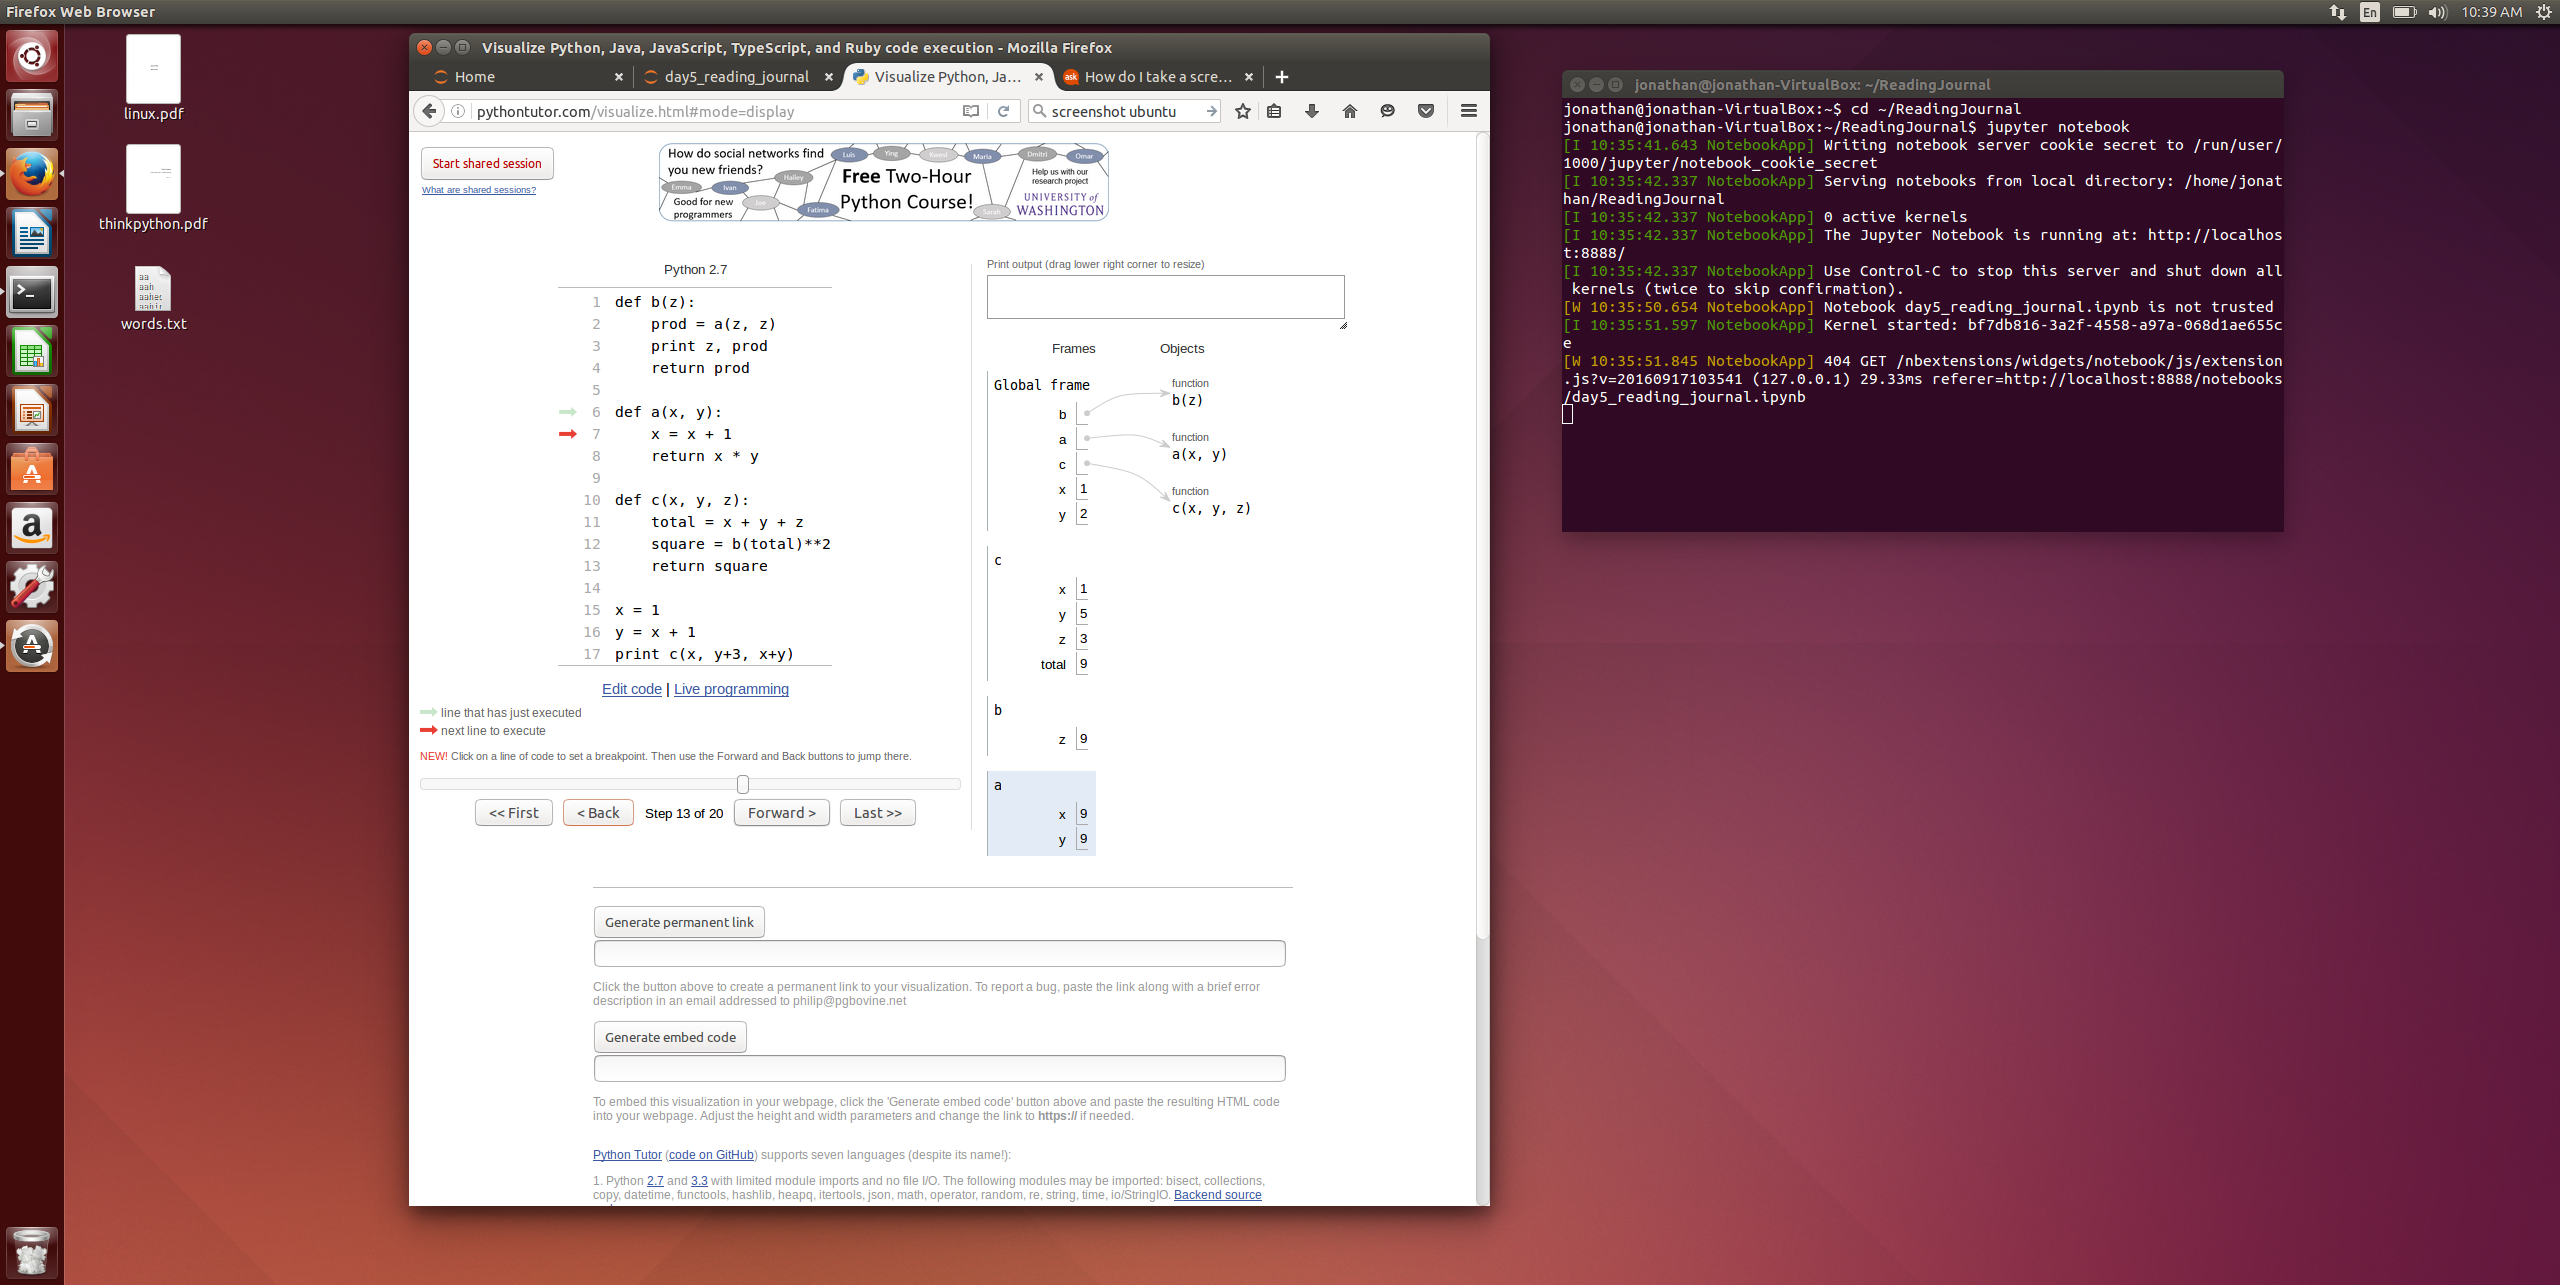 Firefox Web Browser
En
10:39 AM
linux.pdf
thinkpython.pdf
aa
aah
aahed
words.txt
Visualize Python, Java, JavaScript, TypeScript, and Ruby code execution - Mozilla Firefox
Home
day5_reading_journal
Visualize Python, Ja...
ask
How do I take a scre...
pythontutor.com/visualize.html#mode=display
screenshot ubuntu
Start shared session
What are shared sessions?
How do social networks find
you new friends?
Good for new
programmers
Free Two-Hour
Python Course!
Help us with our
research project
UNIVERSITY of
WASHINGTON
Luis
Ying
Kwesi
Maria
Dmitri
Omar
Hailey
Emma
Ivan
Joe
Fatima
Sarah
Python 2.7
1 def b(z):
2     prod = a(z, z)
3     print z, prod
4     return prod
5
6 def a(x, y):
7     x = x + 1
8     return x * y
9
10 def c(x, y, z):
11     total = x + y + z
12     square = b(total)**2
13     return square
14
15 x = 1
16 y = x + 1
17 print c(x, y+3, x+y)
Edit code | Live programming
line that has just executed
next line to execute
NEW! Click on a line of code to set a breakpoint. Then use the Forward and Back buttons to jump there.
<< First
< Back
Step 13 of 20
Forward >
Last >>
Print output (drag lower right corner to resize)
Frames
Objects
Global frame
b
a
c
x 1
y 2
function
b(z)
function
a(x, y)
function
c(x, y, z)
c
x 1
y 5
z 3
total 9
b
z 9
a
x 9
y 9
Generate permanent link
Click the button above to create a permanent link to your visualization. To report a bug, paste the link along with a brief error
description in an email addressed to philip@pgbovine.net
Generate embed code
To embed this visualization in your webpage, click the 'Generate embed code' button above and paste the resulting HTML code
into your webpage. Adjust the height and width parameters and change the link to https:// if needed.
Python Tutor (code on GitHub) supports seven languages (despite its name!):
1. Python 2.7 and 3.3 with limited module imports and no file I/O. The following modules may be imported: bisect, collections,
copy, datetime, functools, hashlib, heapq, itertools, json, math, operator, random, re, string, time, io/StringIO. Backend source
jonathan@jonathan-VirtualBox: ~/ReadingJournal
jonathan@jonathan-VirtualBox:~$ cd ~/ReadingJournal
jonathan@jonathan-VirtualBox:~/ReadingJournal$ jupyter notebook
[I 10:35:41.643 NotebookApp] Writing notebook server cookie secret to /run/user/
1000/jupyter/notebook_cookie_secret
[I 10:35:42.337 NotebookApp] Serving notebooks from local directory: /home/jonat
han/ReadingJournal
[I 10:35:42.337 NotebookApp] 0 active kernels
[I 10:35:42.337 NotebookApp] The Jupyter Notebook is running at: http://localhos
t:8888/
[I 10:35:42.337 NotebookApp] Use Control-C to stop this server and shut down all
 kernels (twice to skip confirmation).
[W 10:35:50.654 NotebookApp] Notebook day5_reading_journal.ipynb is not trusted
[I 10:35:51.597 NotebookApp] Kernel started: bf7db816-3a2f-4558-a97a-068d1ae655c
e
[W 10:35:51.845 NotebookApp] 404 GET /nbextensions/widgets/notebook/js/extension
.js?v=20160917103541 (127.0.0.1) 29.33ms referer=http://localhost:8888/notebooks
/day5_reading_journal.ipynb